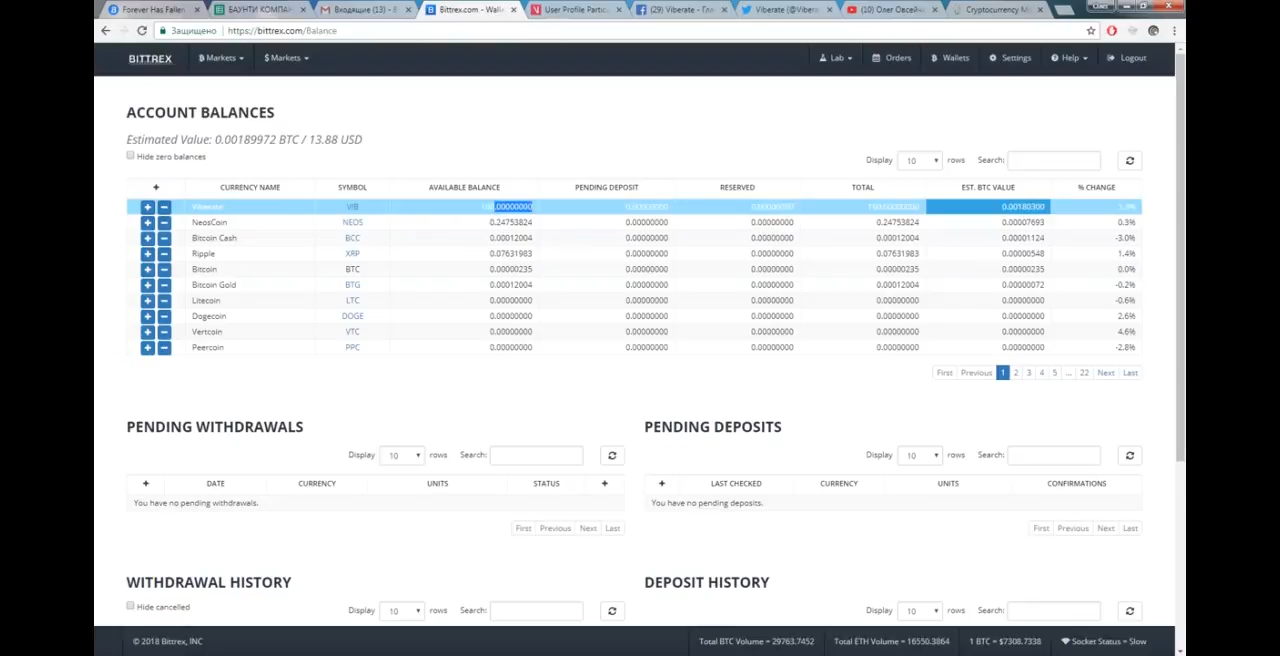 Forever Has Fallen
БАУНТИ КОМПАН
Входящие (13) - 8
Bittrex.com - Walle
User Profile Partic
(29) Viberate - Гла
Viberate (@Vibera
(10) Олег Овсейч
Cryptocurrency M
Защищено https://bittrex.com/Balance
BITTREX B Markets $ Markets Lab Orders Wallets Settings Help Logout
ACCOUNT BALANCES
Estimated Value: 0.00189972 BTC / 13.88 USD
Hide zero balances Display 10 rows Search:
+ CURRENCY NAME SYMBOL AVAILABLE BALANCE PENDING DEPOSIT RESERVED TOTAL EST. BTC VALUE % CHANGE
Viberate VIB .00000000 0.00000000 0.00000000 0.00180300
NeosCoin NEOS 0.24753824 0.00000000 0.00000000 0.24753824 0.00007693 0.3%
Bitcoin Cash BCC 0.00012004 0.00000000 0.00000000 0.00012004 0.00001124 -3.0%
Ripple XRP 0.07631983 0.00000000 0.00000000 0.07631983 0.00000548 1.4%
Bitcoin BTC 0.00000235 0.00000000 0.00000000 0.00000235 0.00000235 0.0%
Bitcoin Gold BTG 0.00012004 0.00000000 0.00000000 0.00012004 0.00000072 -0.2%
Litecoin LTC 0.00000000 0.00000000 0.00000000 0.00000000 0.00000000 -0.6%
Dogecoin DOGE 0.00000000 0.00000000 0.00000000 0.00000000 0.00000000 2.6%
Vertcoin VTC 0.00000000 0.00000000 0.00000000 0.00000000 0.00000000 4.6%
Peercoin PPC 0.00000000 0.00000000 0.00000000 0.00000000 0.00000000 -2.8%
First Previous 1 2 3 4 5 ... 22 Next Last
PENDING WITHDRAWALS
Display 10 rows Search:
+ DATE CURRENCY UNITS STATUS +
You have no pending withdrawals.
First Previous Next Last
PENDING DEPOSITS
Display 10 rows Search:
+ LAST CHECKED CURRENCY UNITS CONFIRMATIONS
You have no pending deposits.
First Previous Next Last
WITHDRAWAL HISTORY
Hide cancelled Display 10 rows Search:
DEPOSIT HISTORY
Display 10 rows Search:
© 2018 Bittrex, INC Total BTC Volume = 29763.7452 Total ETH Volume = 16550.3864 1 BTC = $7308.7338 Socket Status = Slow